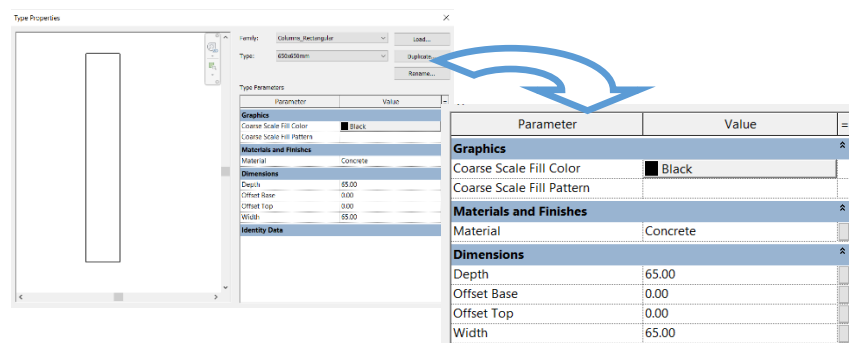 Type Properties
Family: Columns_Rectangular Load...
Type: 650x650mm Duplicate...
Rename...
Type Parameters
Parameter Value =
Graphics
Coarse Scale Fill Color Black
Coarse Scale Fill Pattern
Materials and Finishes
Material Concrete
Dimensions
Depth 65.00
Offset Base 0.00
Offset Top 0.00
Width 65.00
Identity Data
Parameter Value =
Graphics
Coarse Scale Fill Color Black
Coarse Scale Fill Pattern
Materials and Finishes
Material Concrete
Dimensions
Depth 65.00
Offset Base 0.00
Offset Top 0.00
Width 65.00